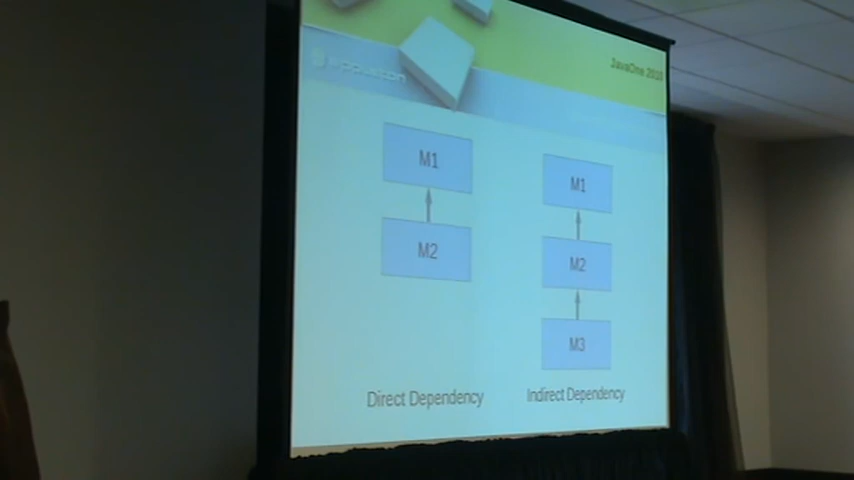 JavaOne 2010
M1
M2
Direct Dependency
M1
M2
M3
Indirect Dependency